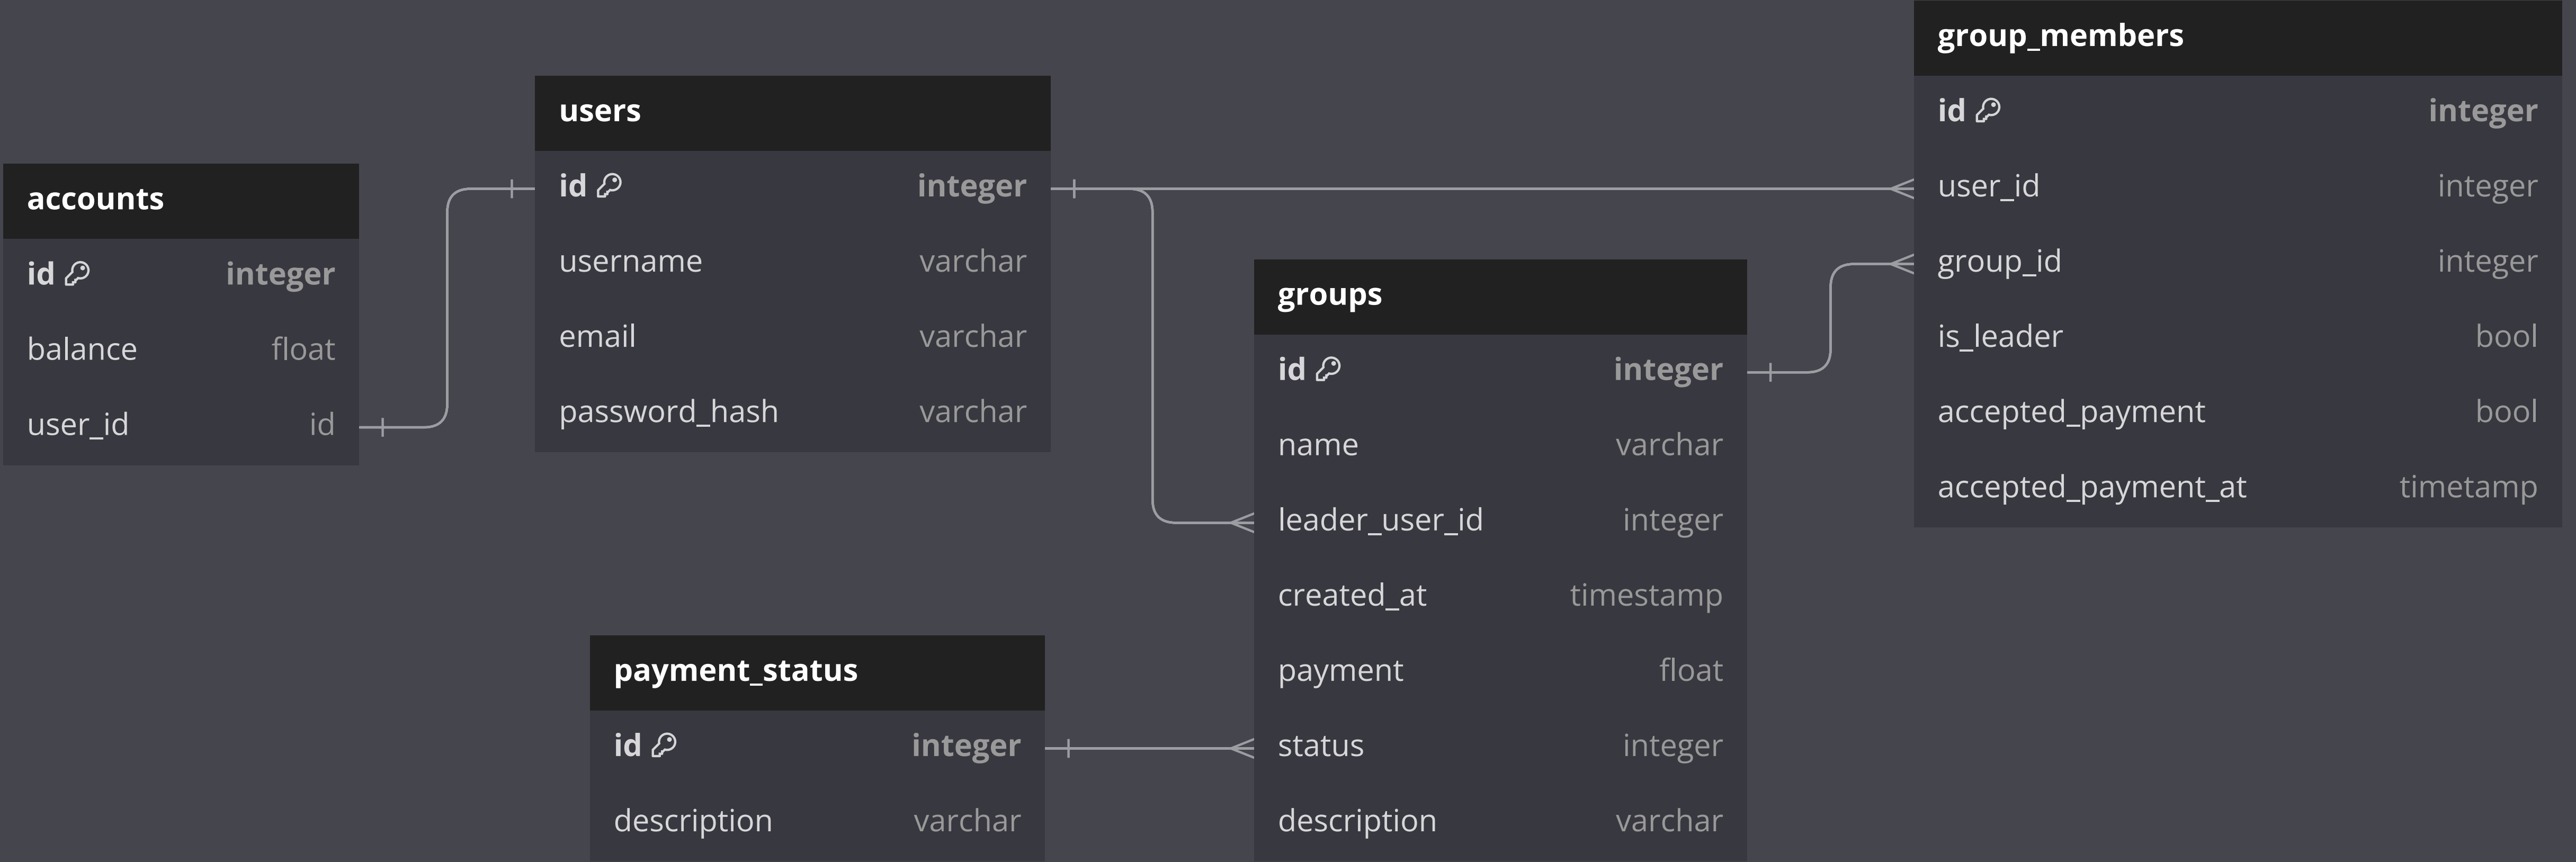 accounts
id integer
balance float
user_id id
users
id integer
username varchar
email varchar
password_hash varchar
payment_status
id integer
description varchar
groups
id integer
name varchar
leader_user_id integer
created_at timestamp
payment float
status integer
description varchar
group_members
id integer
user_id integer
group_id integer
is_leader bool
accepted_payment bool
accepted_payment_at timetamp